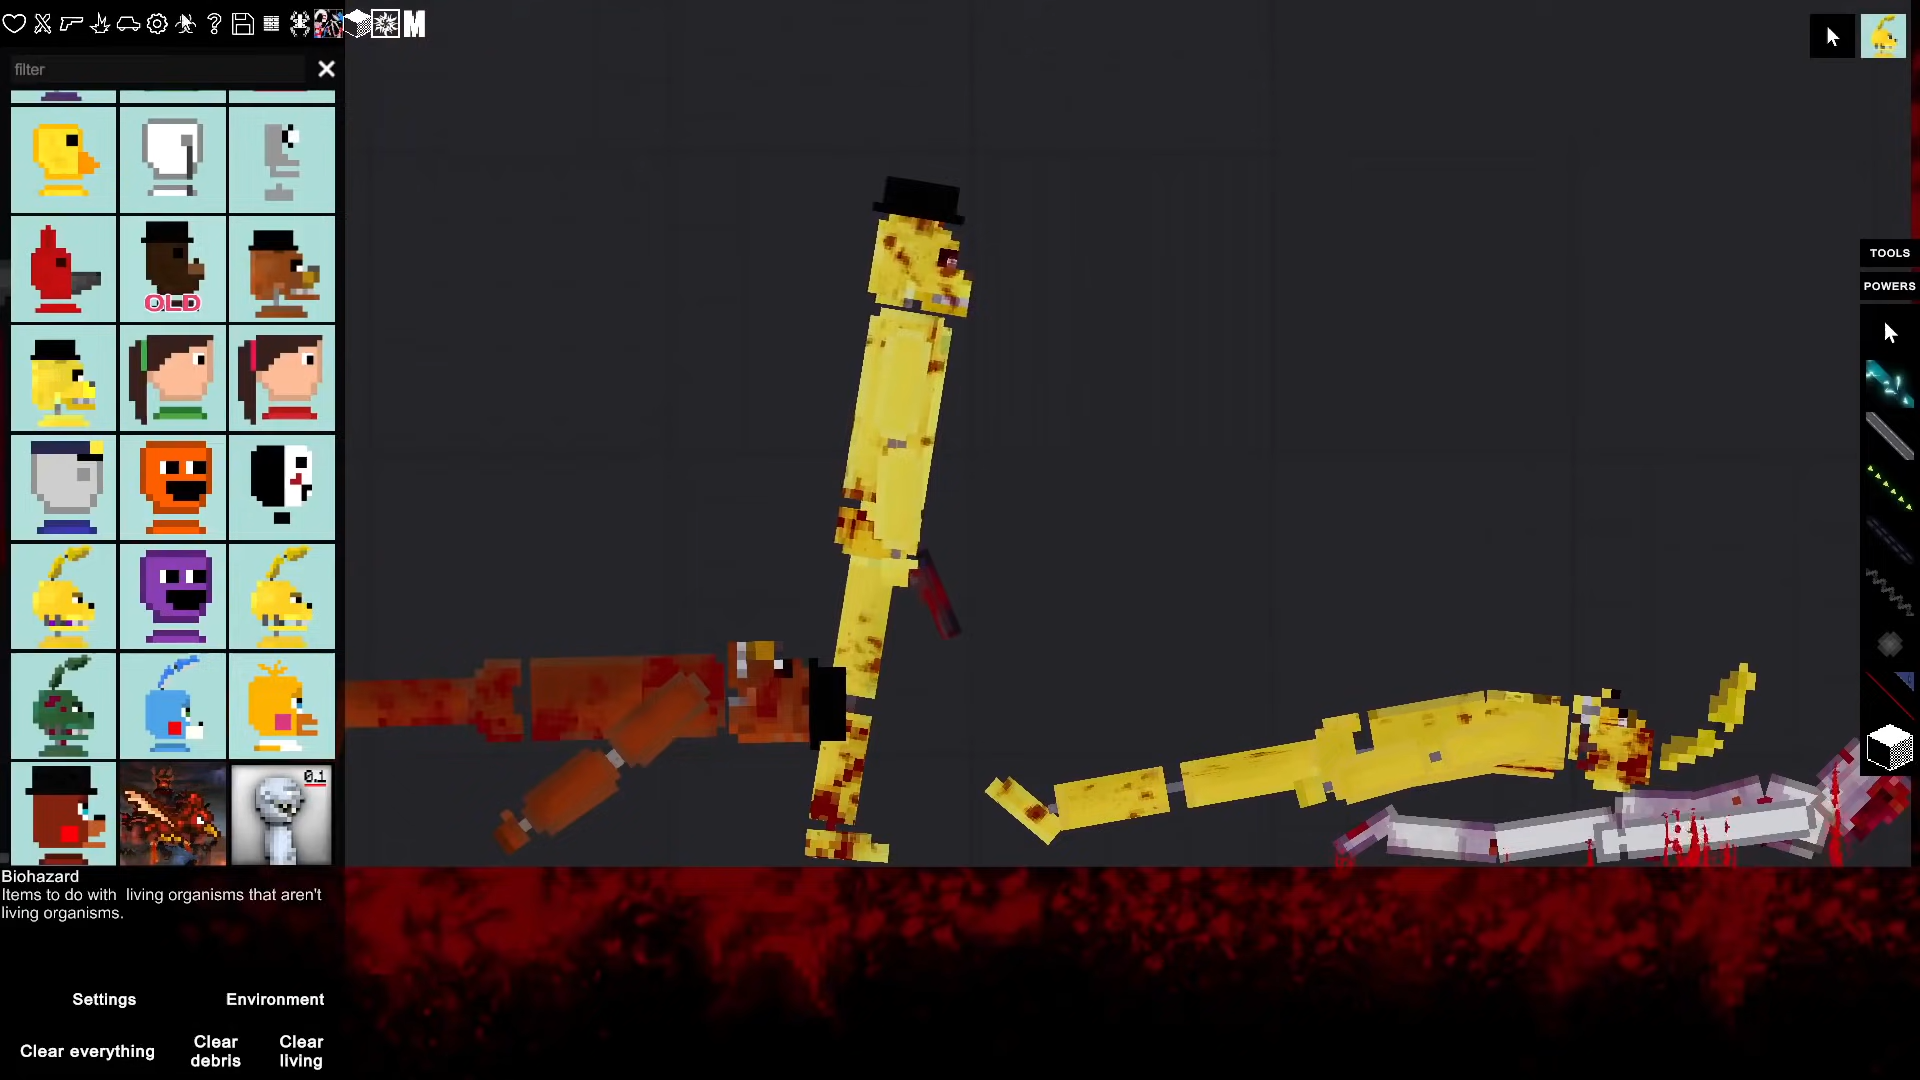 M
filter
OLD
0.1
Biohazard
Items to do with  living organisms that aren't
living organisms.
Settings
Environment
Clear everything
Clear
debris
Clear
living
TOOLS
POWERS